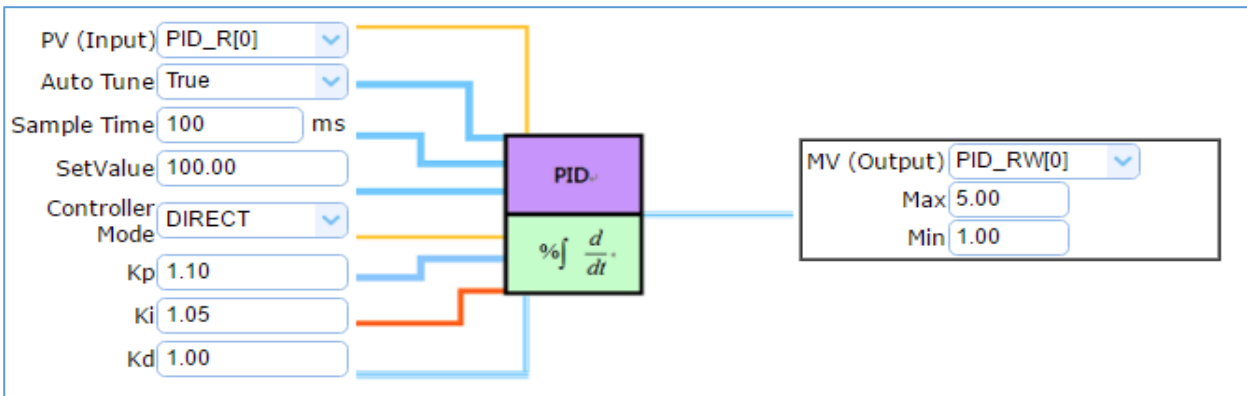 PV (Input) PID_R[0]
Auto Tune True
Sample Time 100 ms
SetValue 100.00
Controller Mode DIRECT
Kp 1.10
Ki 1.05
Kd 1.00
PID
%∫ d/dt
MV (Output) PID_RW[0]
Max 5.00
Min 1.00